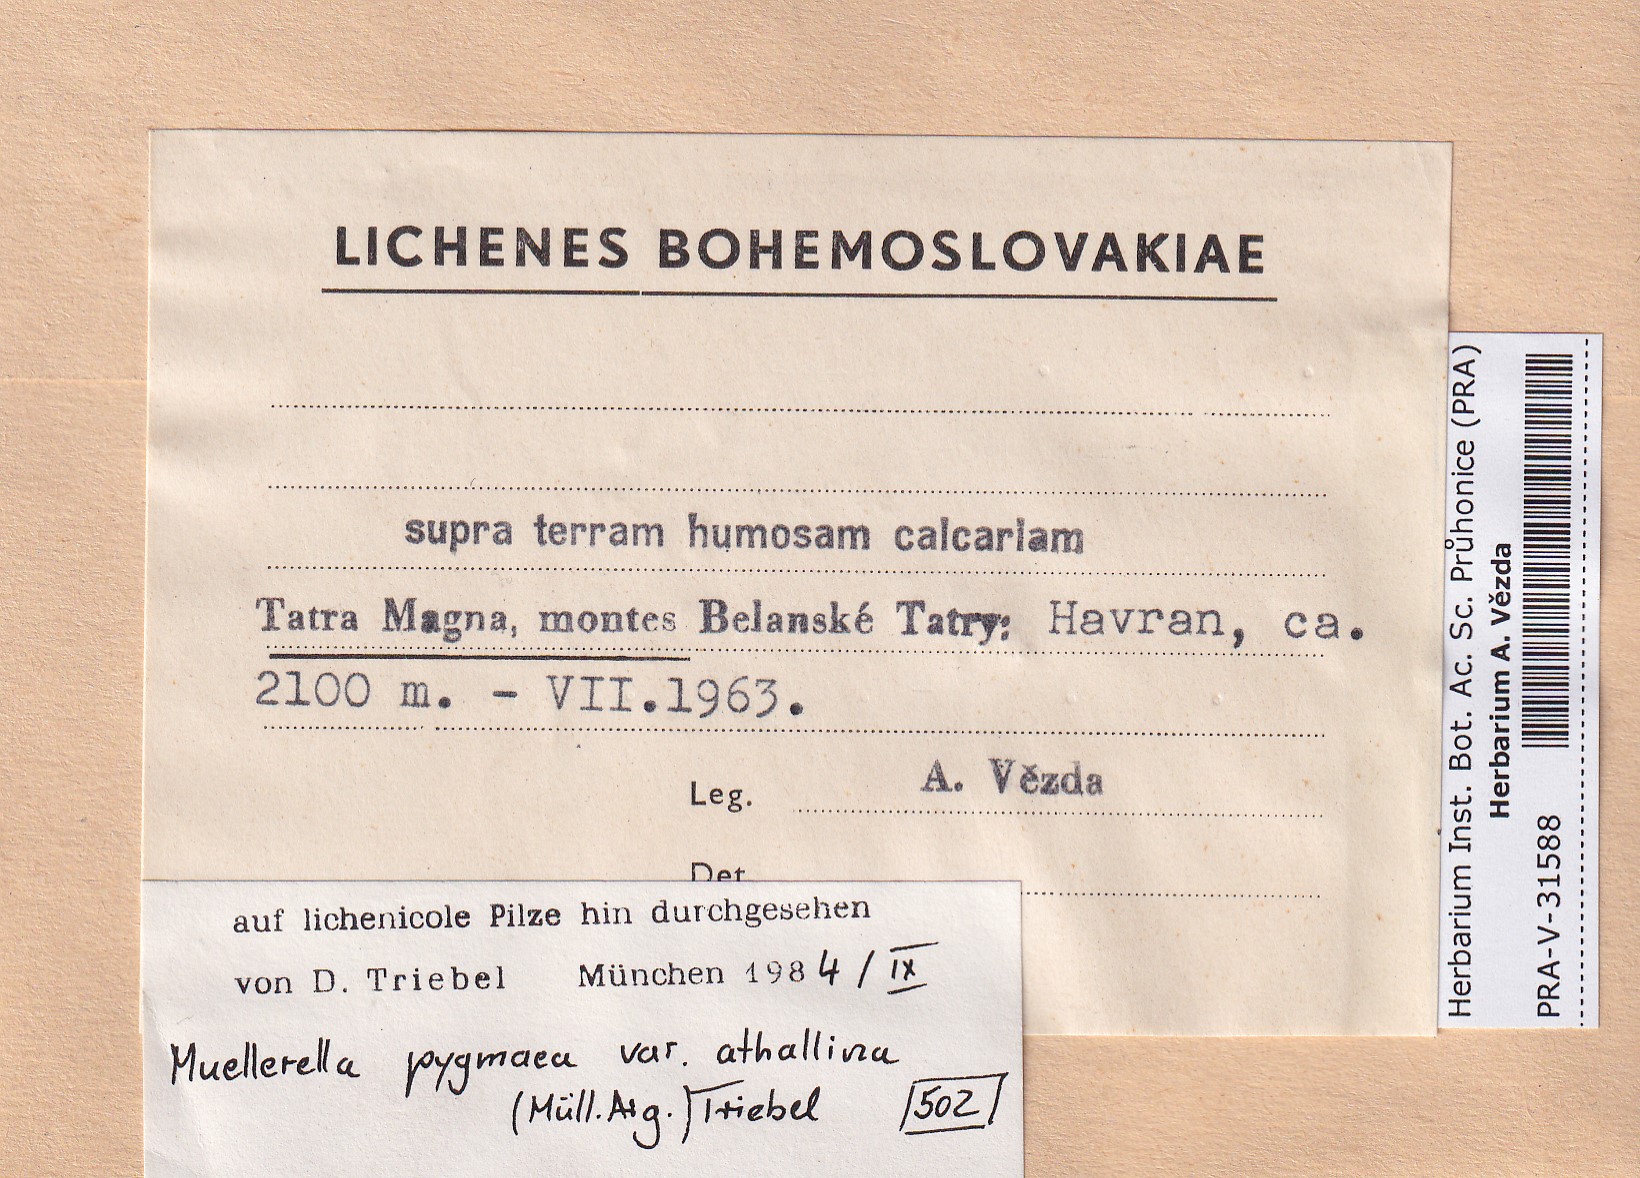 LICHENES BOHEMOSLOVAKIAE
supra terram humosam calcariam
Tatra Magna, montes Belanské Tatry: Havran, ca.
2100 m. - VII.1963.
Leg. A. Vězda
Det.
auf lichenicole Pilze hin durchgesehen
von D. Triebel München 1984/IX
Muellerella pygmaea var. athallina
(Müll.Arg.) Triebel 502
Herbarium Inst. Bot. Ac. Sc. Průhonice (PRA)
Herbarium A. Vězda
PRA-V-31588